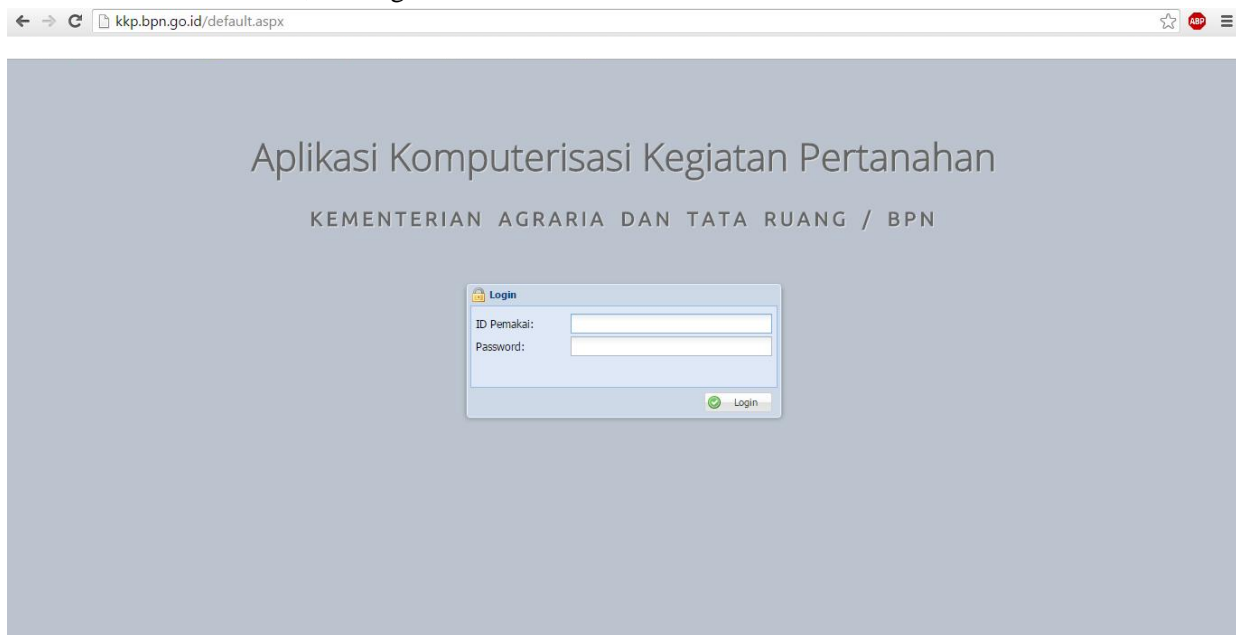 kkp.bpn.go.id/default.aspx
ABP
Aplikasi Komputerisasi Kegiatan Pertanahan
KEMENTERIAN AGRARIA DAN TATA RUANG / BPN
Login
ID Pemakai:
Password:
Login